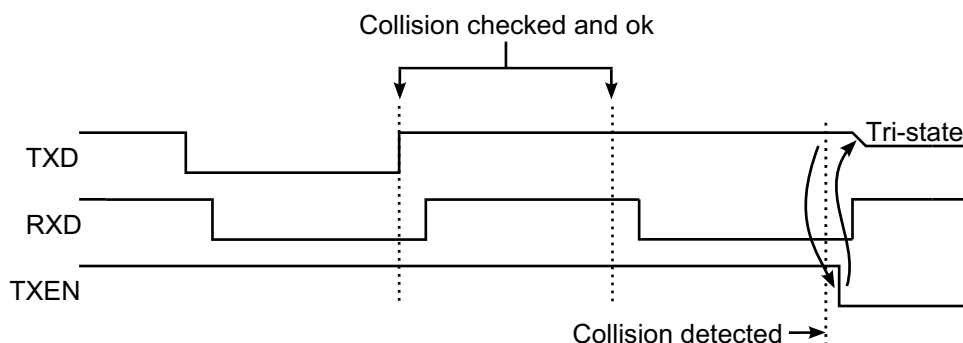 Collision checked and ok
Tri-state
TXD
RXD
TXEN
Collision detected